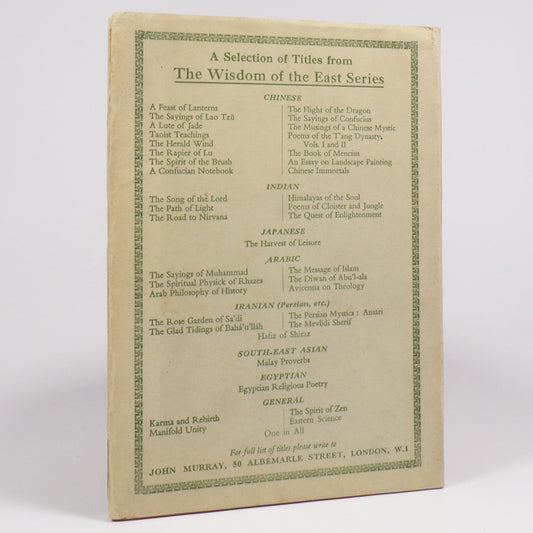 A Selection of Titles from
The Wisdom of the East Series
CHINESE
A Feast of Lanterns
The Sayings of Lao Tzŭ
A Lute of Jade
Taoist Teachings
The Herald Wind
The Rapier of Lu
The Spirit of the Brush
A Confucian Notebook
The Flight of the Dragon
The Sayings of Confucius
The Musings of a Chinese Mystic
Poems of the T'ang Dynasty,
Vols. I and II
The Book of Mencius
An Essay on Landscape Painting
Chinese Immortals
INDIAN
The Song of the Lord
The Path of Light
The Road to Nirvana
Himalayas of the Soul
Poems of Cloister and Jungle
The Quest of Enlightenment
JAPANESE
The Harvest of Leisure
ARABIC
The Sayings of Muhammad
The Spiritual Physick of Rhazes
Arab Philosophy of History
The Message of Islam
The Diwan of Abu'l-ala
Avicenna on Theology
IRANIAN (Persian, etc.)
The Rose Garden of Sa'di
The Glad Tidings of Bahá'u'lláh
The Persian Mystics : Ansari
The Mevlidi Sherif
Hafiz of Shiraz
SOUTH-EAST ASIAN
Malay Proverbs
EGYPTIAN
Egyptian Religious Poetry
GENERAL
Karma and Rebirth
Manifold Unity
The Spirit of Zen
Eastern Science
One in All
For full list of titles please write to
JOHN MURRAY, 50 ALBEMARLE STREET, LONDON, W.1